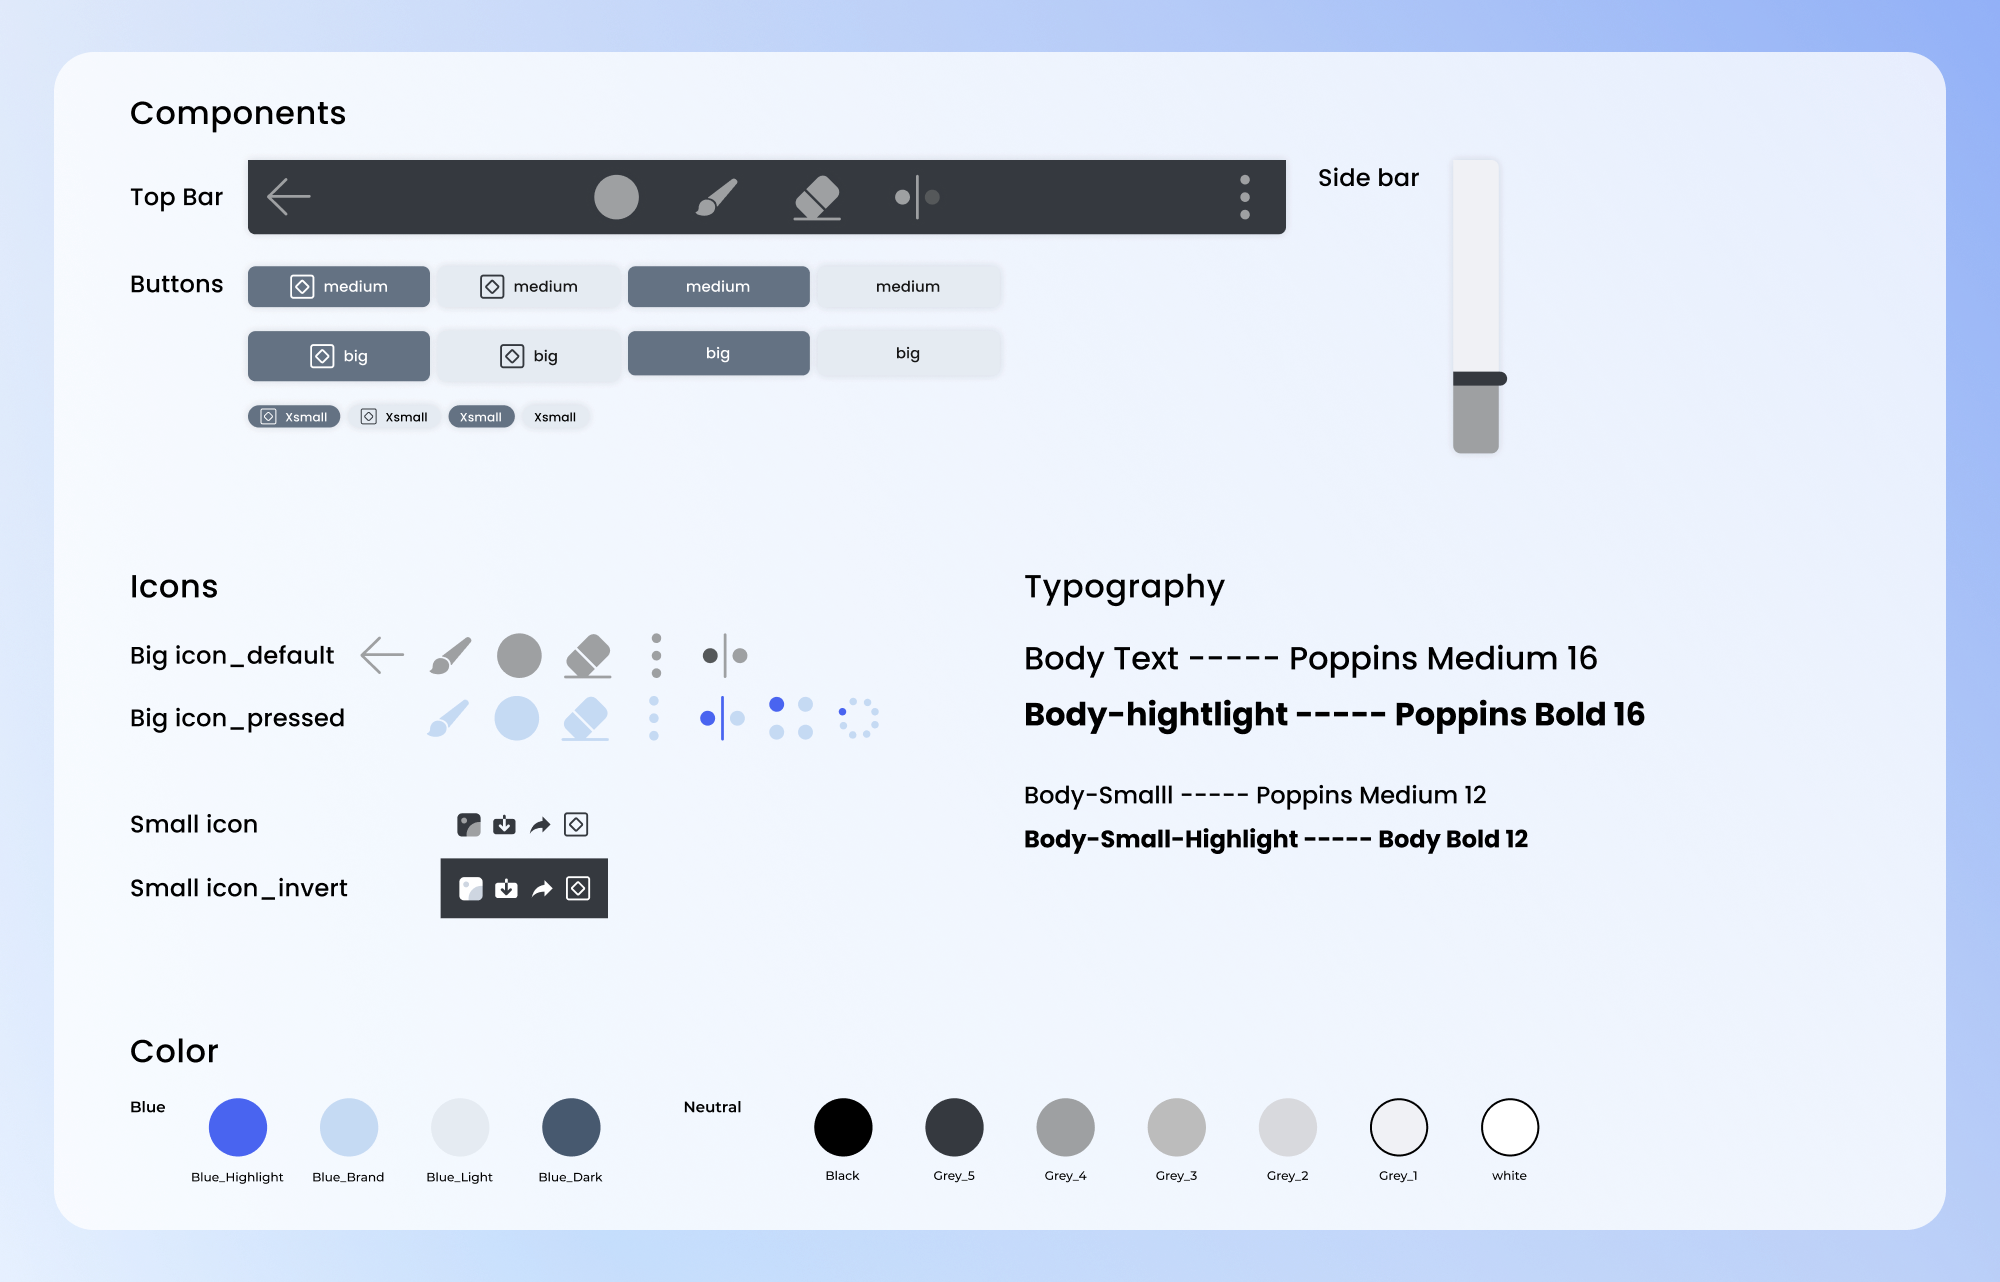 Components
Top Bar
Side bar
Buttons
medium
medium
medium
medium
big
big
big
big
Xsmall
Xsmall
Xsmall
Xsmall
Icons
Big icon_default
Big icon_pressed
Small icon
Small icon_invert
Typography
Body Text ----- Poppins Medium 16
Body-hightlight ----- Poppins Bold 16
Body-Smalll ----- Poppins Medium 12
Body-Small-Highlight ----- Body Bold 12
Color
Blue
Blue_Highlight
Blue_Brand
Blue_Light
Blue_Dark
Neutral
Black
Grey_5
Grey_4
Grey_3
Grey_2
Grey_1
white